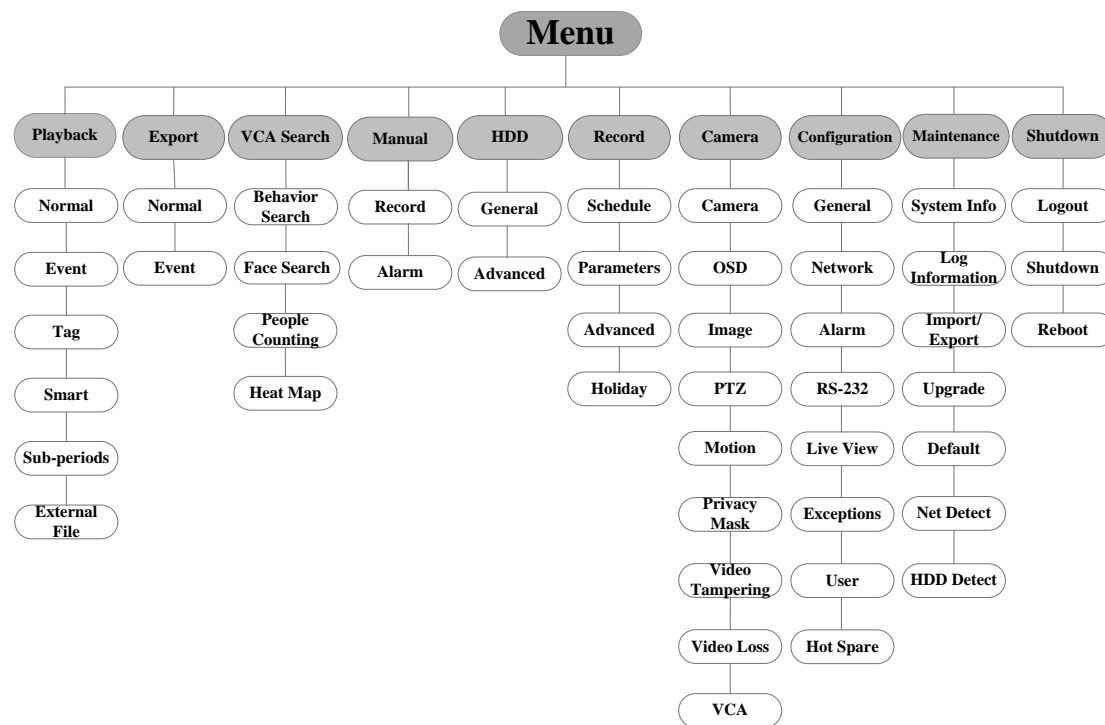 Menu
Playback
Export
VCA Search
Manual
HDD
Record
Camera
Configuration
Maintenance
Shutdown
Normal
Event
Tag
Smart
Sub-periods
External
File
Normal
Event
Behavior
Search
Face Search
People
Counting
Heat Map
Record
Alarm
General
Advanced
Schedule
Parameters
Advanced
Holiday
Camera
OSD
Image
PTZ
Motion
Privacy
Mask
Video
Tampering
Video Loss
VCA
General
Network
Alarm
RS-232
Live View
Exceptions
User
Hot Spare
System Info
Log
Information
Import/
Export
Upgrade
Default
Net Detect
HDD Detect
Logout
Shutdown
Reboot